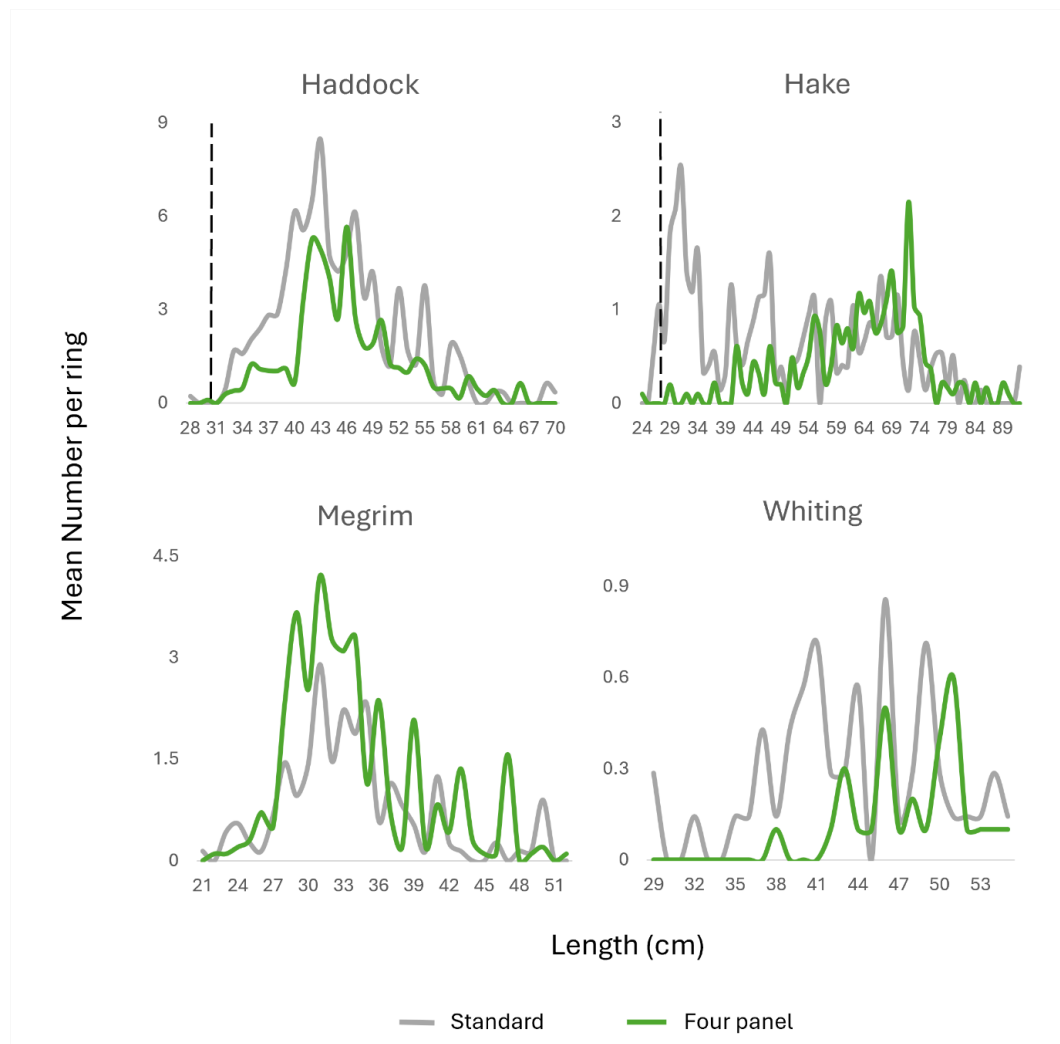 Haddock
9
6
3
0
28 31 34 37 40 43 46 49 52 55 58 61 64 67 70
Hake
3
2
1
0
24 29 34 39 44 49 54 59 64 69 74 79 84 89
Mean Number per ring
Megrim
4.5
3
1.5
0
21 24 27 30 33 36 39 42 45 48 51
Whiting
0.9
0.6
0.3
0
29 32 35 38 41 44 47 50 53
Length (cm)
Standard Four panel